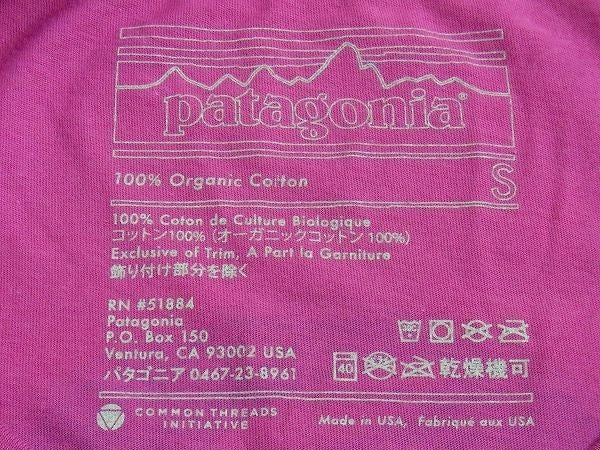 patagonia®
100% Organic Cotton
S
100% Coton de Culture Biologique
コットン100% (オーガニックコットン 100%)
Exclusive of Trim, A Part la Garniture
飾り付け部分を除く
RN #51884
Patagonia
P.O. Box 150
Ventura, CA 93002 USA
パタゴニア 0467-23-8961
40 乾燥機可
COMMON THREADS
INITIATIVE
Made in USA, Fabriqué aux USA